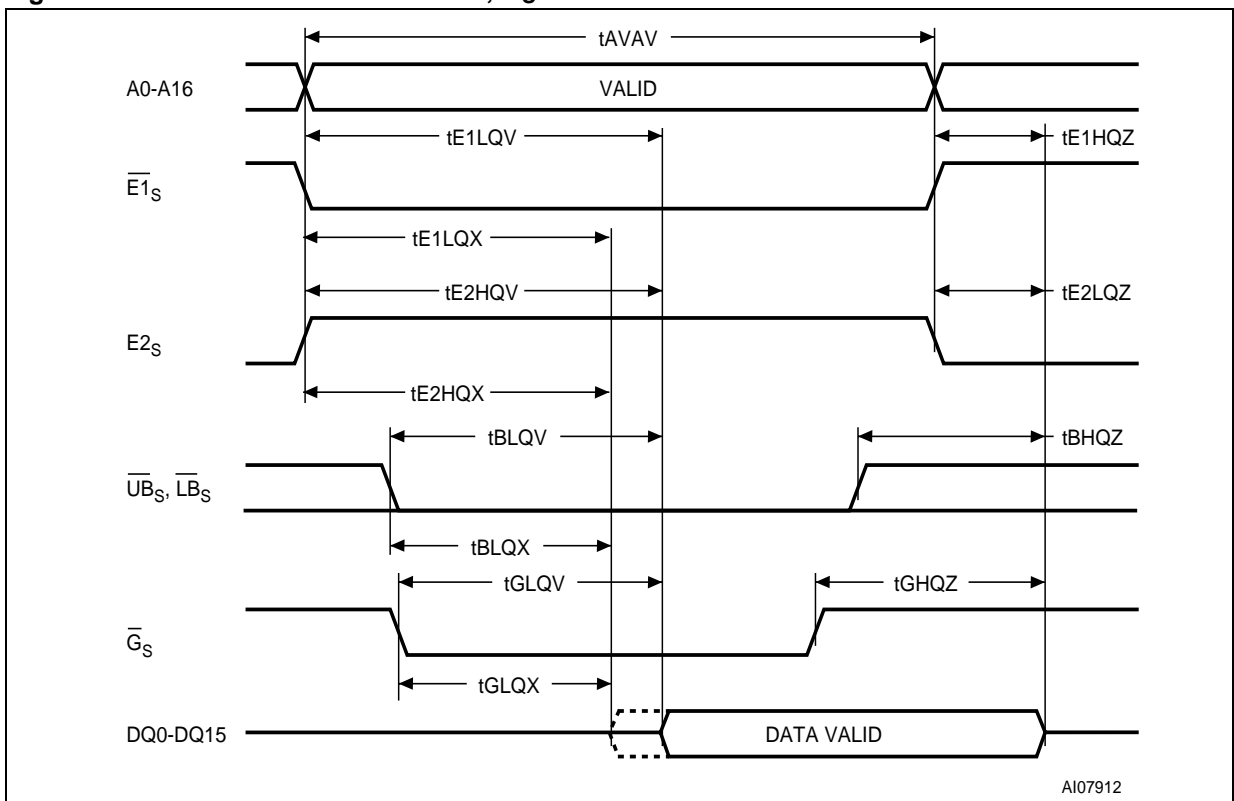 tAVAV
A0-A16
VALID
tE1LQV
tE1HQZ
E1S
tE1LQX
tE2HQV
tE2LQZ
E2S
tE2HQX
tBLQV
tBHQZ
UBS, LBS
tBLQX
tGLQV
tGHQZ
GS
tGLQX
DQ0-DQ15
DATA VALID
AI07912